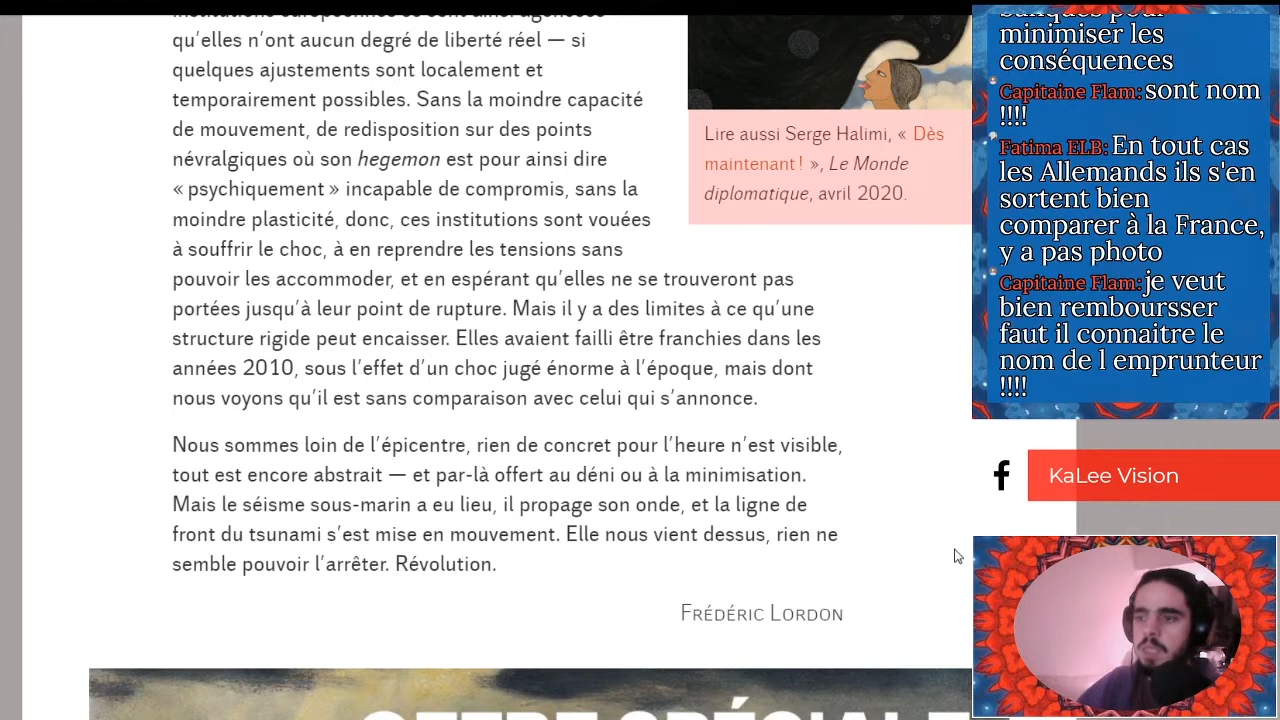 qu'elles n'ont aucun degré de liberté réel — si
quelques ajustements sont localement et
temporairement possibles. Sans la moindre capacité
de mouvement, de redisposition sur des points
névralgiques où son hegemon est pour ainsi dire
« psychiquement » incapable de compromis, sans la
moindre plasticité, donc, ces institutions sont vouées
à souffrir le choc, à en reprendre les tensions sans
pouvoir les accommoder, et en espérant qu'elles ne se trouveront pas
portées jusqu'à leur point de rupture. Mais il y a des limites à ce qu'une
structure rigide peut encaisser. Elles avaient failli être franchies dans les
années 2010, sous l'effet d'un choc jugé énorme à l'époque, mais dont
nous voyons qu'il est sans comparaison avec celui qui s'annonce.
Nous sommes loin de l'épicentre, rien de concret pour l'heure n'est visible,
tout est encore abstrait — et par-là offert au déni ou à la minimisation.
Mais le séisme sous-marin a eu lieu, il propage son onde, et la ligne de
front du tsunami s'est mise en mouvement. Elle nous vient dessus, rien ne
semble pouvoir l'arrêter. Révolution.
Frédéric Lordon
Lire aussi Serge Halimi, « Dès
maintenant ! », Le Monde
diplomatique, avril 2020.
minimiser les
conséquences
Capitaine Flam: sont nom
!!!!
Fatima ELB: En tout cas
les Allemands ils s'en
sortent bien
comparer à la France,
y a pas photo
Capitaine Flam: je veut
bien remboursser
faut il connaitre le
nom de l emprunteur
!!!!
KaLee Vision